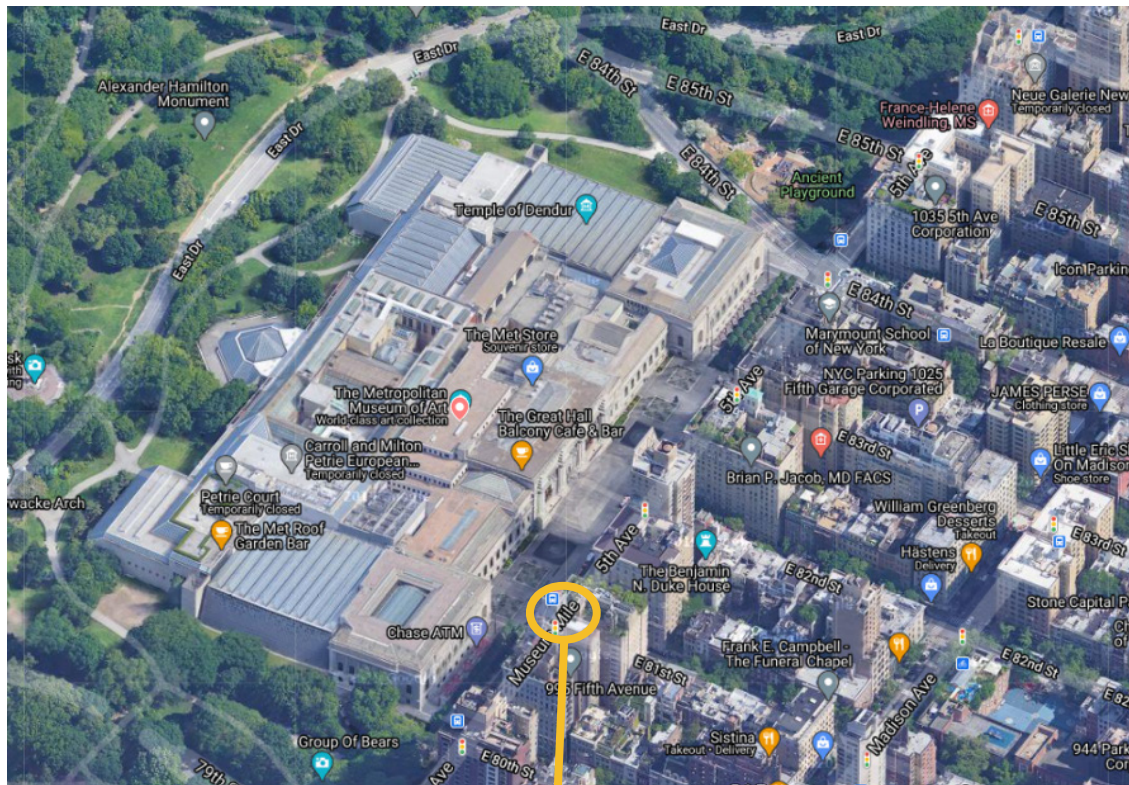 East Dr
East Dr
East Dr
Alexander Hamilton
Monument
East Dr
East Dr
E 84th St
E 85th St
France-Helene
Weindling, MS
Neue Galerie New
Temporarily closed
E 85th St
E 84th St
5th Ave
Ancient
Playground
1035 5th Ave
Corporation
E 85th St
Temple of Dendur
Icon Parkin
E 84th St
Marymount School
of New York
La Boutique Resale
The Met Store
Souvenir store
NYC Parking 1025
Fifth Garage Corporated
P
JAMES PERSE
Clothing store
sk
with
ng
The Metropolitan
Museum of Art
World-class art collection
5th Ave
The Great Hall
Balcony Cafe & Bar
E 83rd St
Carroll and Milton
Petrie European...
Temporarily closed
Brian P. Jacob, MD FACS
Little Eric S
On Madison
Shoe store
Petrie Court
Temporarily closed
wacke Arch
The Met Roof
Garden Bar
William Greenberg
Desserts
Takeout
E 83rd St
5th Ave
Hästens
Delivery
The Benjamin
N. Duke House
E 82nd St
Stone Capital P
Museum Mile
Chase ATM
Frank E. Campbell -
The Funeral Chapel
E 81st St
E 82nd St
Ch
of
995 Fifth Avenue
Madison Ave
Group Of Bears
Sistina
Takeout • Delivery
944 Park
Cor
79th
Ave
E 80th St